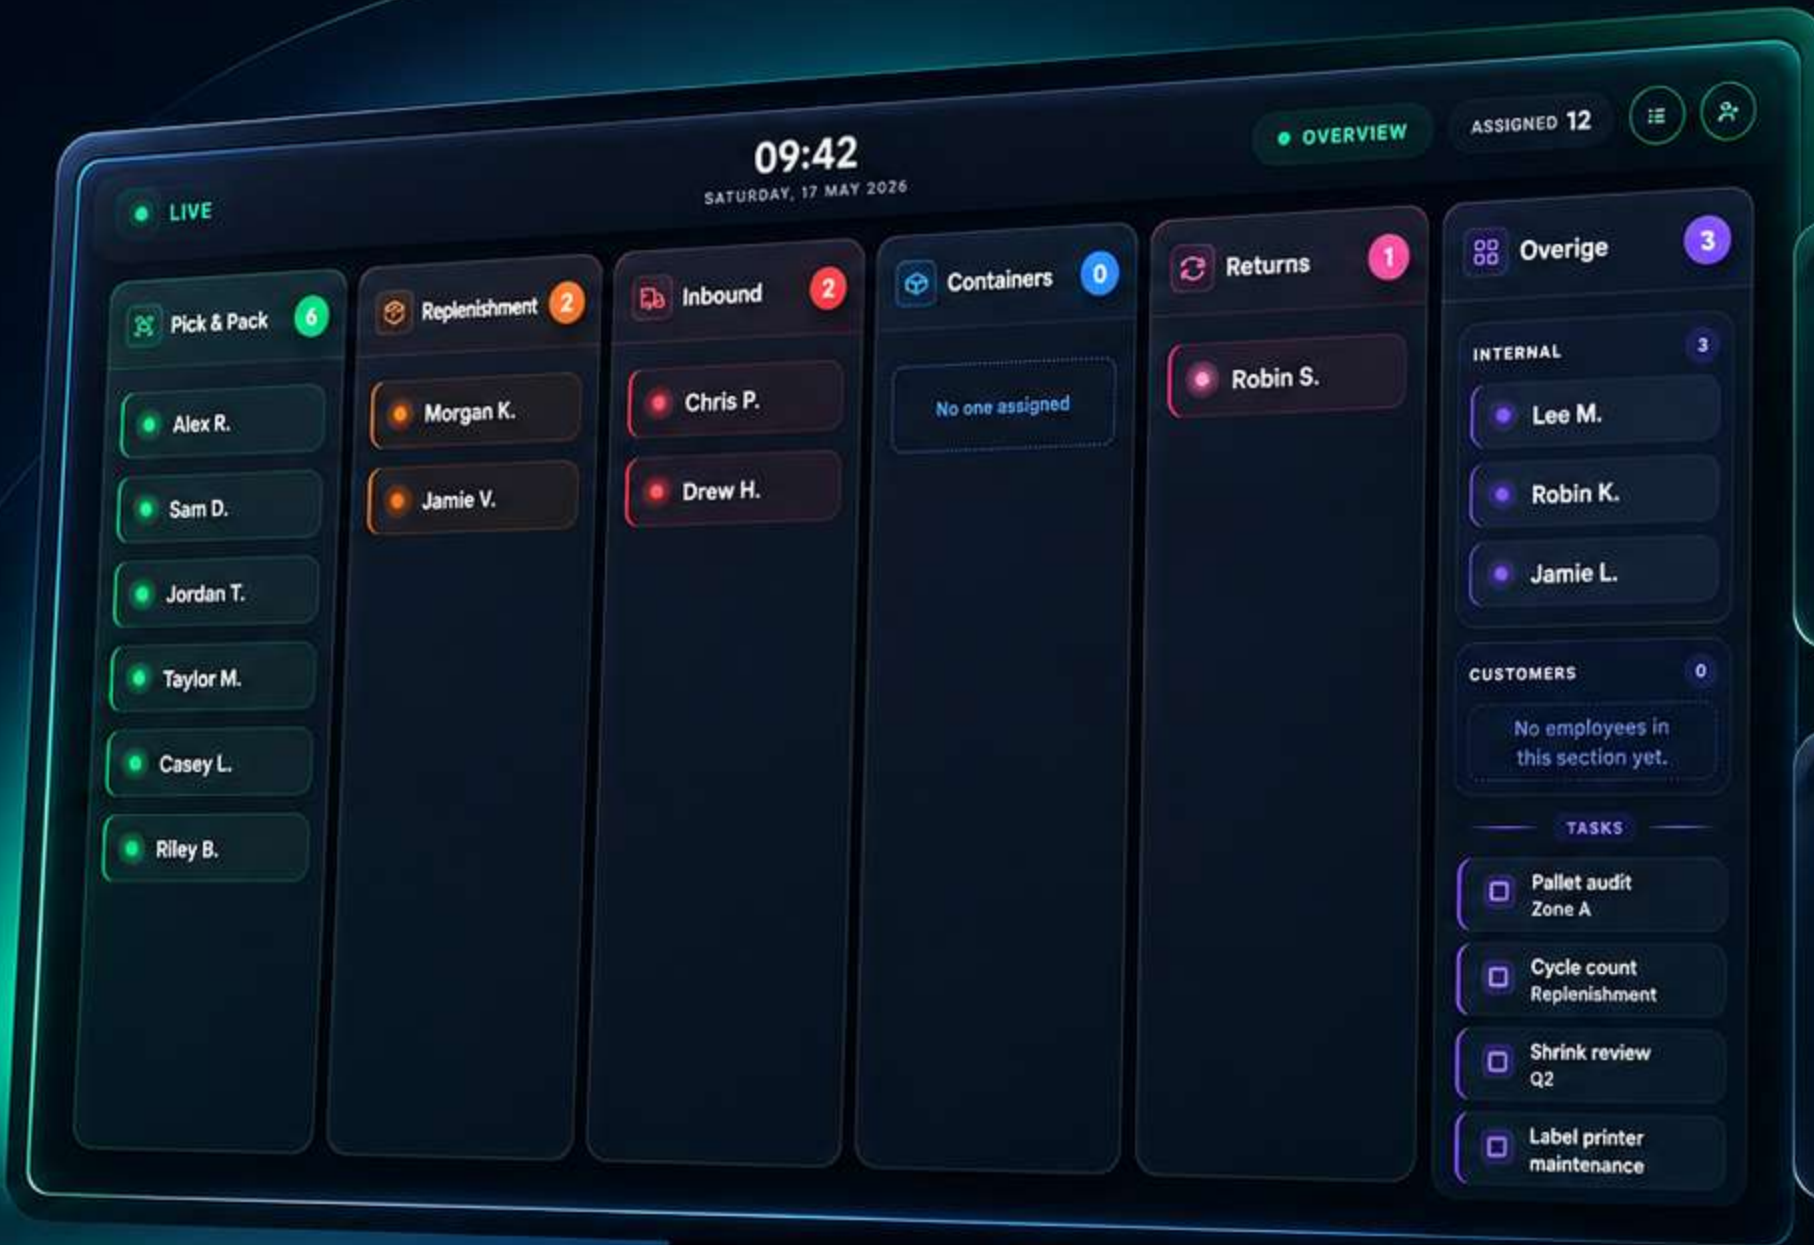 LIVE
09:42
SATURDAY, 17 MAY 2026
OVERVIEW
ASSIGNED 12
Pick & Pack 6
Alex R.
Sam D.
Jordan T.
Taylor M.
Casey L.
Riley B.
Replenishment 2
Morgan K.
Jamie V.
Inbound 2
Chris P.
Drew H.
Containers 0
No one assigned
Returns 1
Robin S.
Overige 3
INTERNAL 3
Lee M.
Robin K.
Jamie L.
CUSTOMERS 0
No employees in
this section yet.
TASKS
Pallet audit
Zone A
Cycle count
Replenishment
Shrink review
Q2
Label printer
maintenance